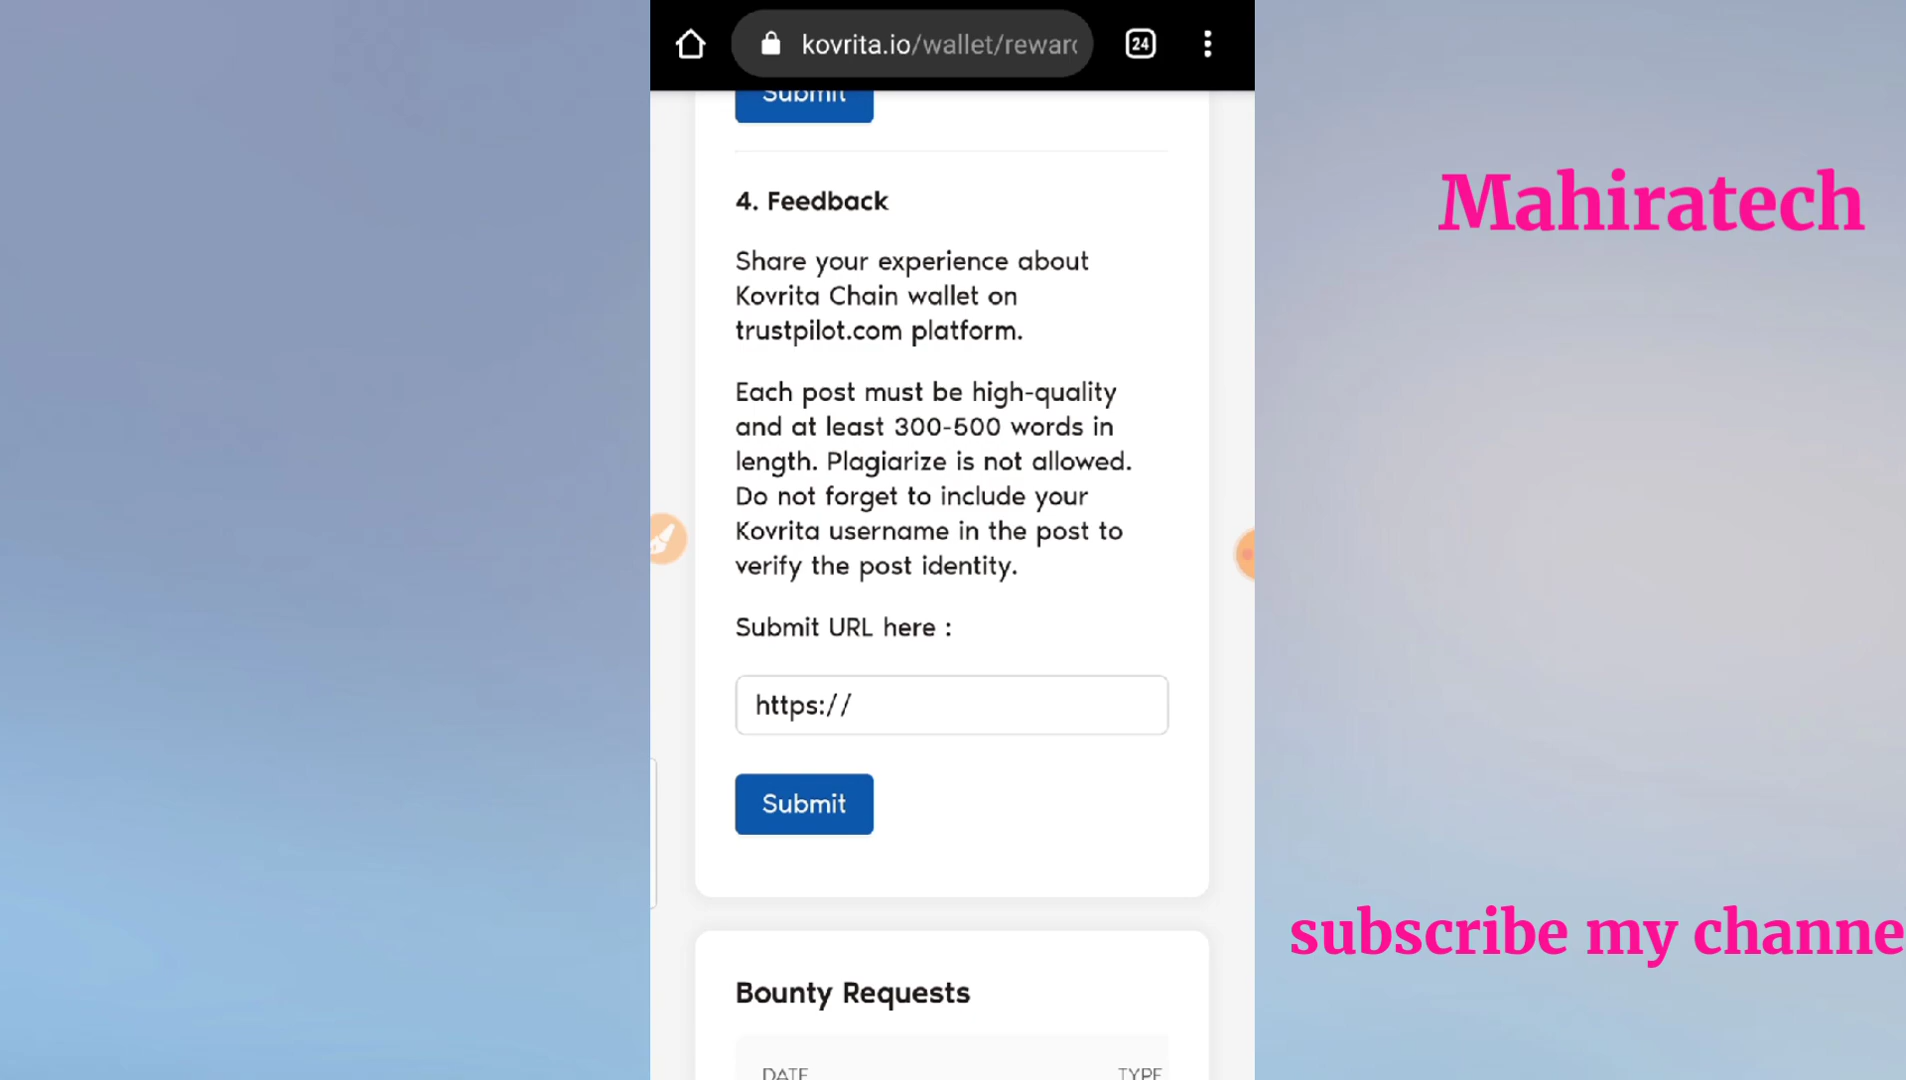 kovrita.io/wallet/reward
24
Submit
4. Feedback
Share your experience about
Kovrita Chain wallet on
trustpilot.com platform.
Each post must be high-quality
and at least 300-500 words in
length. Plagiarize is not allowed.
Do not forget to include your
Kovrita username in the post to
verify the post identity.
Submit URL here :
https://
Submit
Bounty Requests
DATE
TYPE
Mahiratech
subscribe my channe